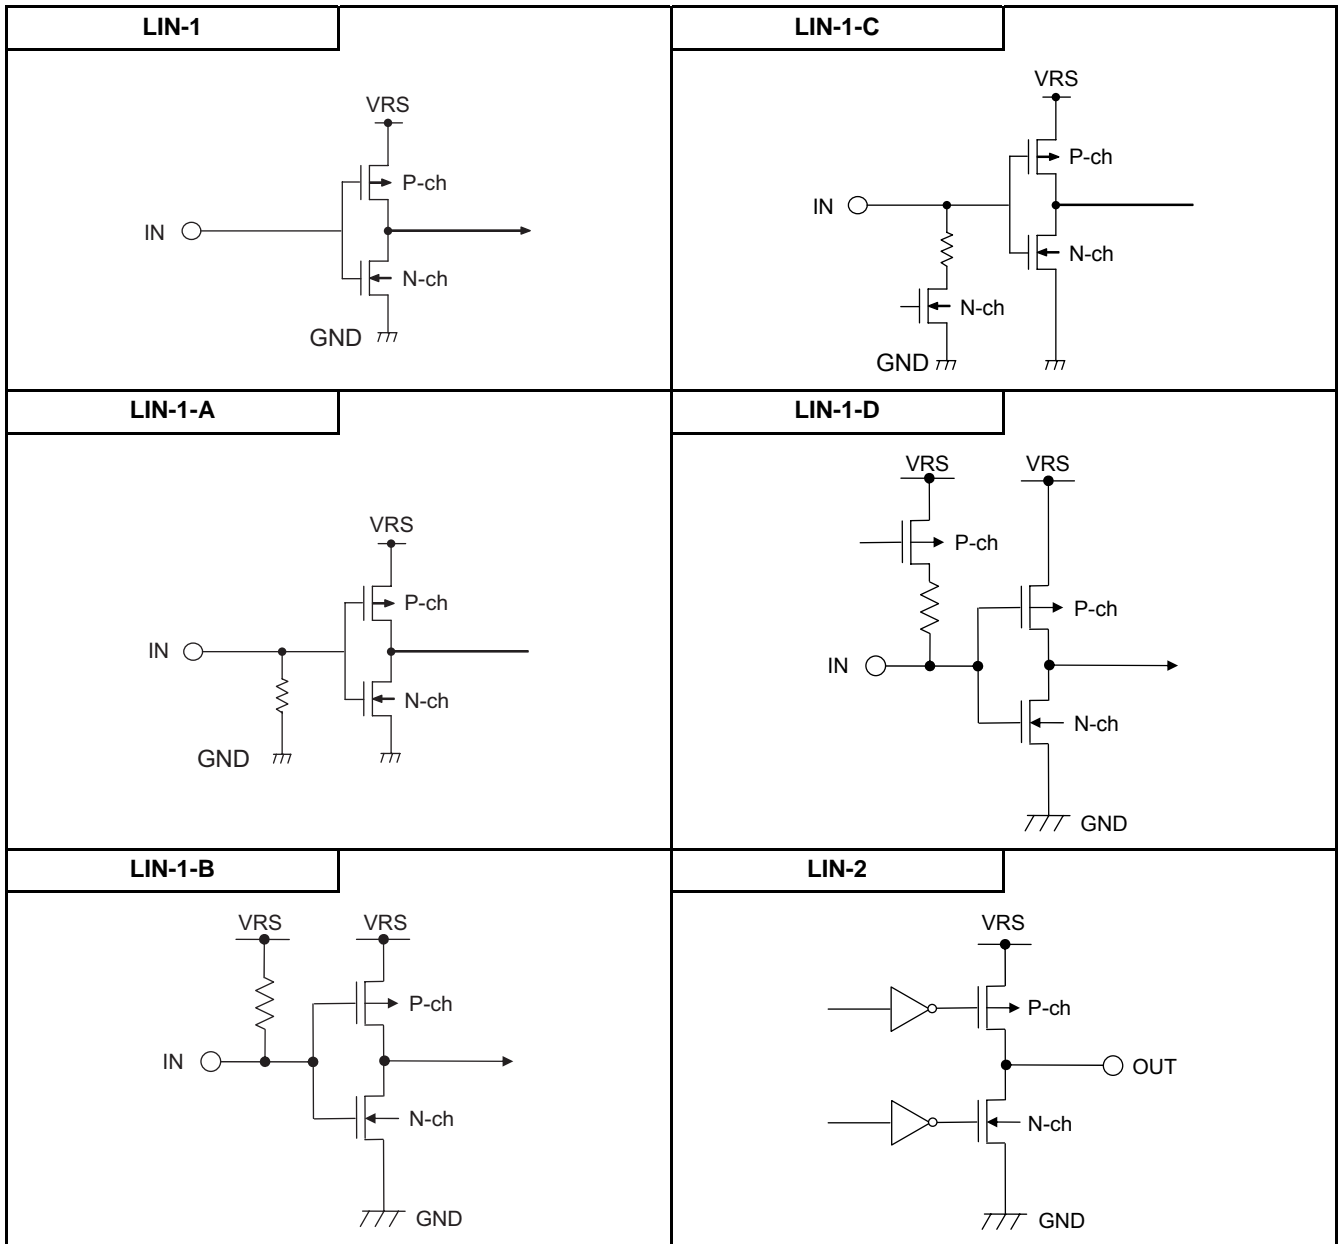 LIN-1
VRS
P-ch
IN
N-ch
GND
LIN-1-C
VRS
P-ch
IN
N-ch
N-ch
GND
LIN-1-A
VRS
P-ch
IN
N-ch
GND
LIN-1-D
VRS VRS
P-ch
P-ch
IN
N-ch
GND
LIN-1-B
VRS VRS
P-ch
IN
N-ch
GND
LIN-2
VRS
P-ch
OUT
N-ch
GND